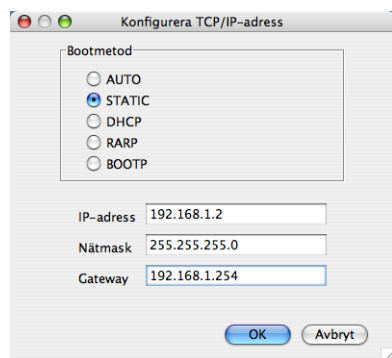 Konfigurera TCP/IP-adress
Bootmetod
AUTO
STATIC
DHCP
RARP
BOOTP
IP-adress 192.168.1.2
Nätmask 255.255.255.0
Gateway 192.168.1.254
OK Avbryt